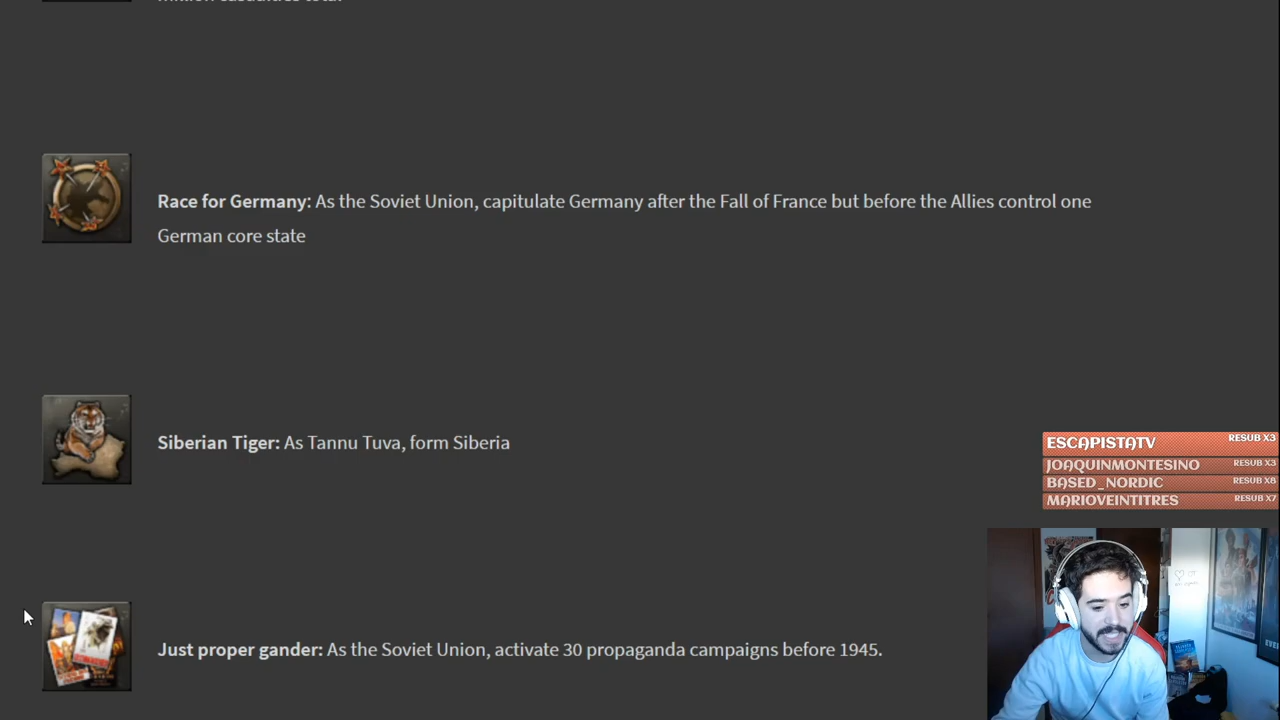 Race for Germany: As the Soviet Union, capitulate Germany after the Fall of France but before the Allies control one
German core state
Siberian Tiger: As Tannu Tuva, form Siberia
ESCAPISTATV RESUB X3
JOAQUINMONTESINO RESUB X3
BASED_NORDIC RESUB X6
MARIOVEINTITRES RESUB X7
Just proper gander: As the Soviet Union, activate 30 propaganda campaigns before 1945.